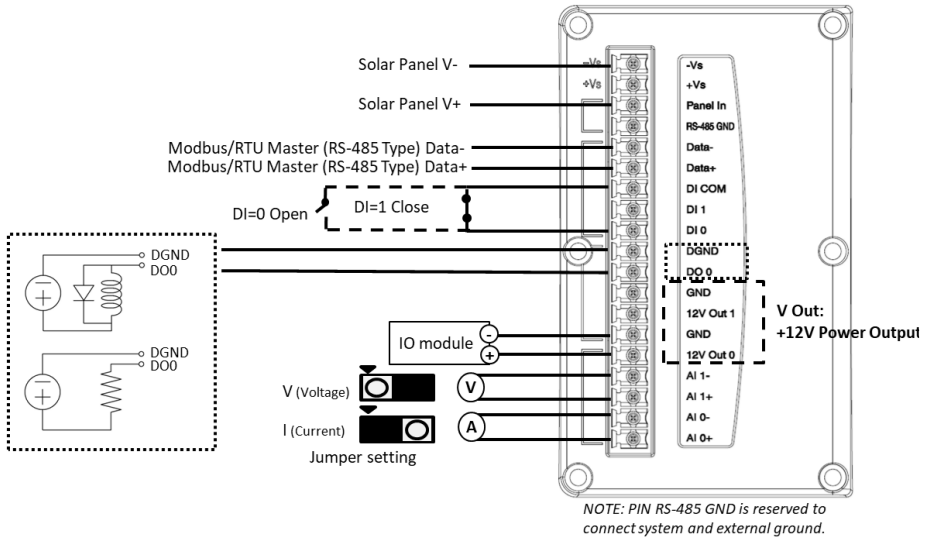 Solar Panel V-
Solar Panel V+
Modbus/RTU Master (RS-485 Type) Data-
Modbus/RTU Master (RS-485 Type) Data+
DI=0 Open
DI=1 Close
DGND
DO0
DGND
DO0
IO module
-
+
V (Voltage)
V
I (Current)
A
Jumper setting
-Vs
+Vs
-Vs
+Vs
Panel In
RS-485 GND
Data-
Data+
DI COM
DI 1
DI 0
DGND
DO 0
GND
12V Out 1
GND
12V Out 0
AI 1-
AI 1+
AI 0-
AI 0+
V Out:
+12V Power Output
NOTE: PIN RS-485 GND is reserved to
connect system and external ground.